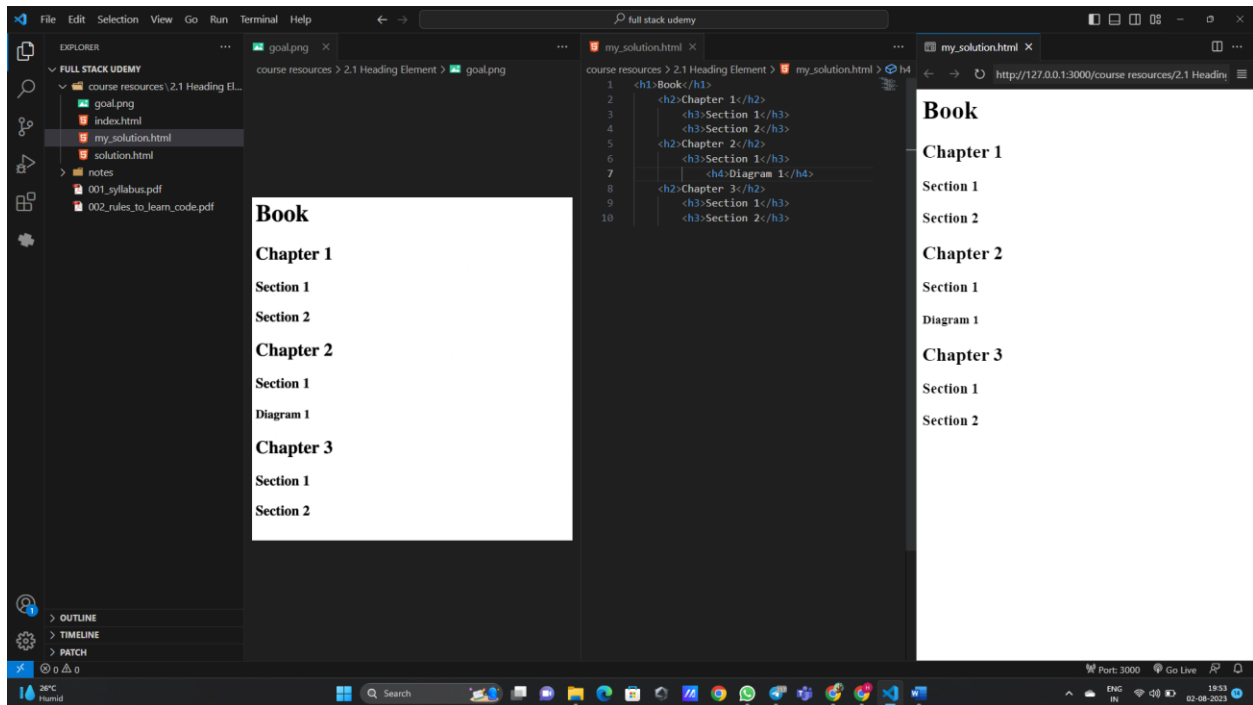 File Edit Selection View Go Run Terminal Help
full stack udemy
EXPLORER
FULL STACK UDEMY
course resources\2.1 Heading El...
goal.png
index.html
my_solution.html
solution.html
notes
001_syllabus.pdf
002_rules_to_learn_code.pdf
OUTLINE
TIMELINE
PATCH
goal.png
course resources > 2.1 Heading Element > goal.png
Book
Chapter 1
Section 1
Section 2
Chapter 2
Section 1
Diagram 1
Chapter 3
Section 1
Section 2
my_solution.html
course resources > 2.1 Heading Element > my_solution.html > h4
1 <h1>Book</h1>
2 <h2>Chapter 1</h2>
3 <h3>Section 1</h3>
4 <h3>Section 2</h3>
5 <h2>Chapter 2</h2>
6 <h3>Section 1</h3>
7 <h4>Diagram 1</h4>
8 <h2>Chapter 3</h2>
9 <h3>Section 1</h3>
10 <h3>Section 2</h3>
my_solution.html
http://127.0.0.1:3000/course resources/2.1 Heading
Book
Chapter 1
Section 1
Section 2
Chapter 2
Section 1
Diagram 1
Chapter 3
Section 1
Section 2
1
0 0
Port: 3000 Go Live
26°C
Humid
Search
ENG
IN
19:53
02-08-2023